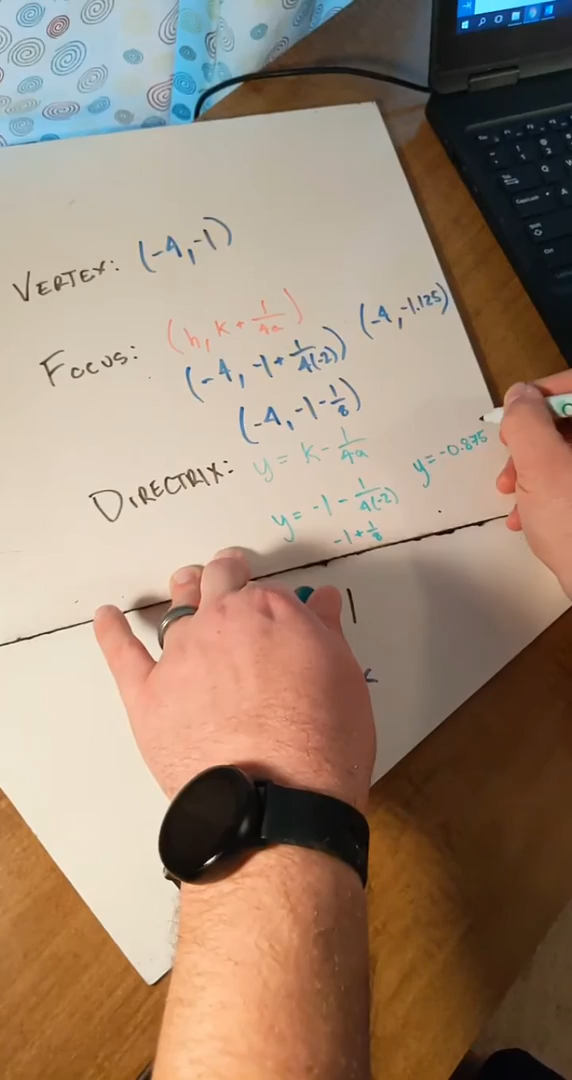 VERTEX: (-4,-1)
FOCUS: (h, k + 1/4a) (-4, -1.125)
(-4, -1 + 1/4(-2))
(-4, -1 - 1/8)
DIRECTRIX: y = k - 1/4a y = -0.875
y = -1 - 1/4(-2)
-1 + 1/8